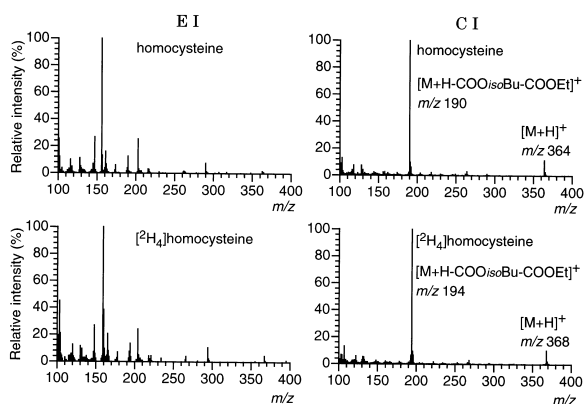 E I
C I
Relative intensity (%)
100
80
60
40
20
0
100 150 200 250 300 350 400
m/z
homocysteine
100
80
60
40
20
0
100 150 200 250 300 350 400
m/z
homocysteine
[M+H-COOisoBu-COOEt]+
m/z 190
[M+H]+
m/z 364
Relative intensity (%)
100
80
60
40
20
0
100 150 200 250 300 350 400
m/z
[²H₄]homocysteine
100
80
60
40
20
0
100 150 200 250 300 350 400
m/z
[²H₄]homocysteine
[M+H-COOisoBu-COOEt]+
m/z 194
[M+H]+
m/z 368